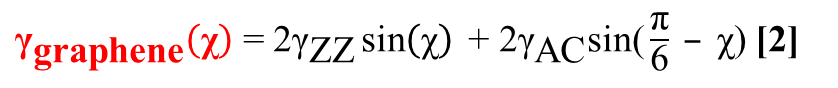 γgraphene(χ) = 2γZZ sin(χ) + 2γACsin(π/6 − χ) [2]